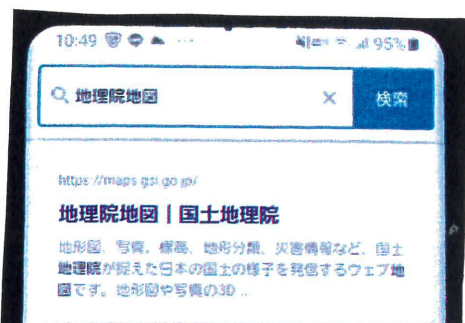 10:49
95%
地理院地図 × 検索
https://maps.gsi.go.jp/
地理院地図 | 国土地理院
地形図、写真、標高、地形分類、災害情報など、国土
地理院が捉えた日本の国土の様子を発信するウェブ地
図です。地形図や写真の3D ...